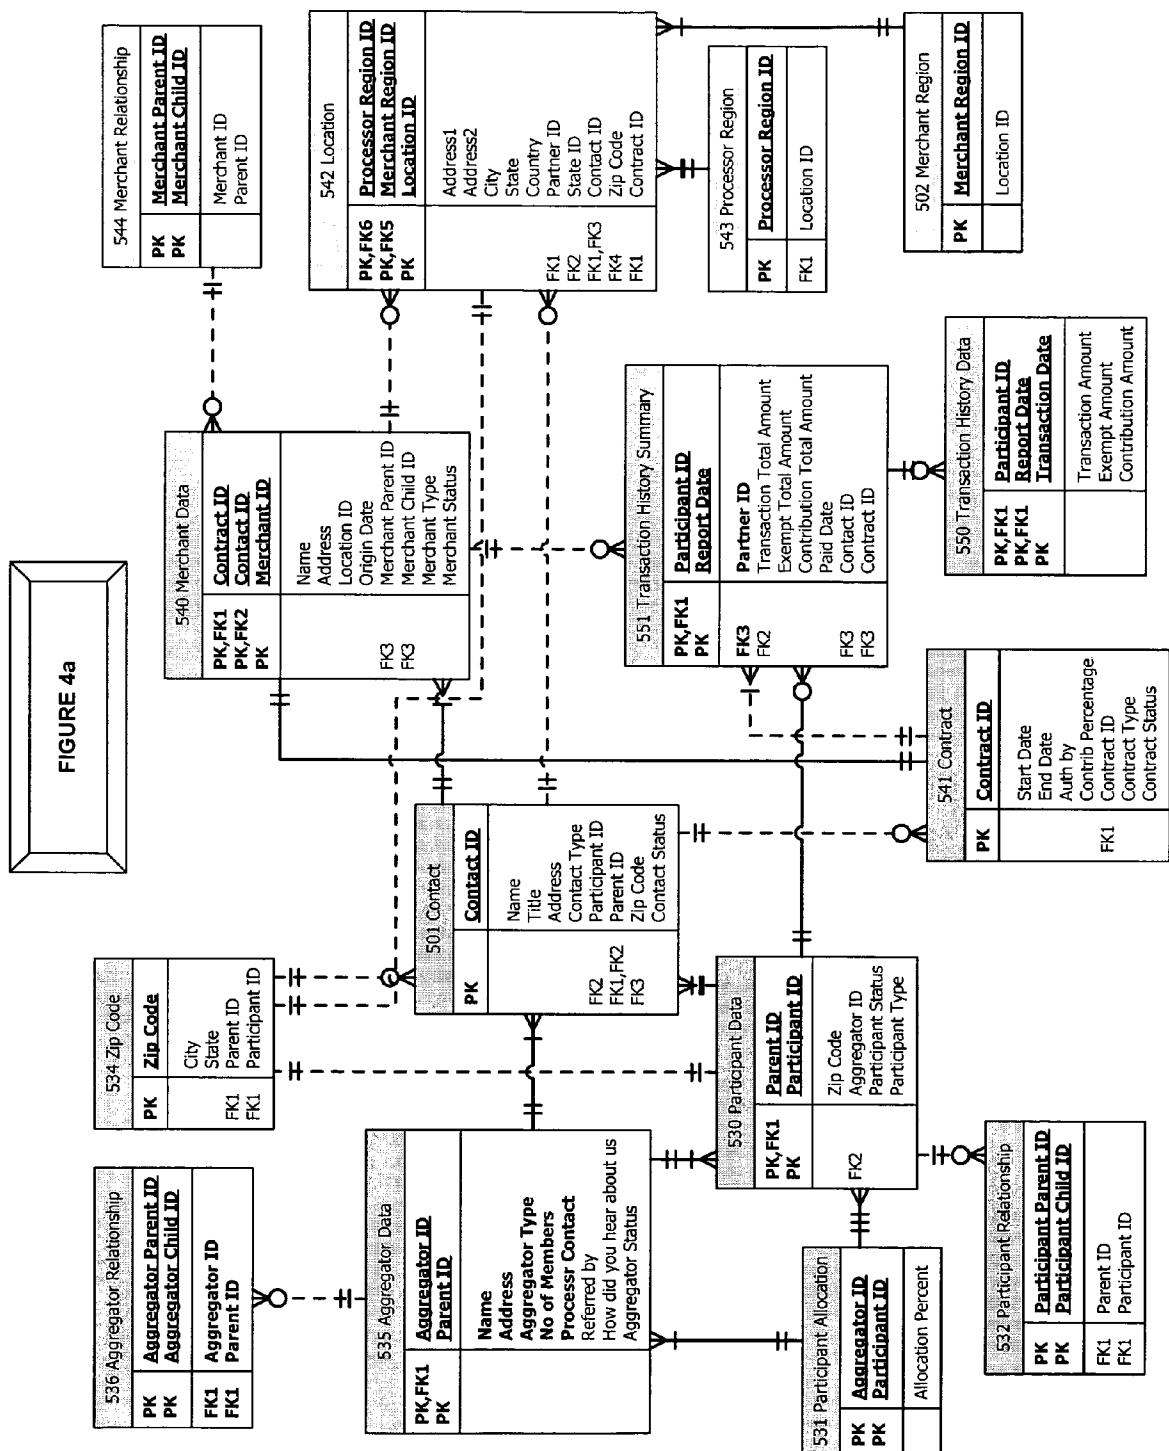 FIGURE 4a
536 Aggregator Relationship
PK Aggregator Parent ID
PK Aggregator Child ID
FK1 Aggregator ID
FK1 Parent ID
534 Zip Code
PK Zip Code
City
State
FK1 Parent ID
FK1 Participant ID
544 Merchant Relationship
PK Merchant Parent ID
PK Merchant Child ID
Merchant ID
Parent ID
535 Aggregator Data
PK,FK1 Aggregator ID
PK Parent ID
Name
Address
Aggregator Type
No of Members
Processr Contact
Referred by
How did you hear about us
Aggregator Status
501 Contact
PK Contact ID
Name
Title
Address
Contact Type
FK2 Participant ID
FK1,FK2 Parent ID
FK3 Zip Code
Contact Status
540 Merchant Data
PK,FK1 Contract ID
PK,FK2 Contact ID
PK Merchant ID
Name
Address
Location ID
Origin Date
FK3 Merchant Parent ID
FK3 Merchant Child ID
Merchant Type
Merchant Status
542 Location
PK,FK6 Processor Region ID
PK,FK5 Merchant Region ID
PK Location ID
Address1
Address2
City
State
Country
FK1 Partner ID
FK2 State ID
FK1,FK3 Contact ID
FK4 Zip Code
FK1 Contract ID
531 Participant Allocation
PK Aggregator ID
PK Participant ID
Allocation Percent
530 Participant Data
PK,FK1 Parent ID
PK Participant ID
Zip Code
FK2 Aggregator ID
Participant Status
Participant Type
551 Transaction History Summary
PK,FK1 Participant ID
PK Report Date
FK3 Partner ID
FK2 Transaction Total Amount
Exempt Total Amount
Contribution Total Amount
Paid Date
FK3 Contact ID
FK3 Contract ID
543 Processor Region
PK Processor Region ID
FK1 Location ID
532 Participant Relationship
PK Participant Parent ID
PK Participant Child ID
FK1 Parent ID
FK1 Participant ID
541 Contract
PK Contract ID
Start Date
End Date
Auth by
Contrib Percentage
FK1 Contract ID
Contract Type
Contract Status
550 Transaction History Data
PK,FK1 Participant ID
PK,FK1 Report Date
PK Transaction Date
Transaction Amount
Exempt Amount
Contribution Amount
502 Merchant Region
PK Merchant Region ID
Location ID